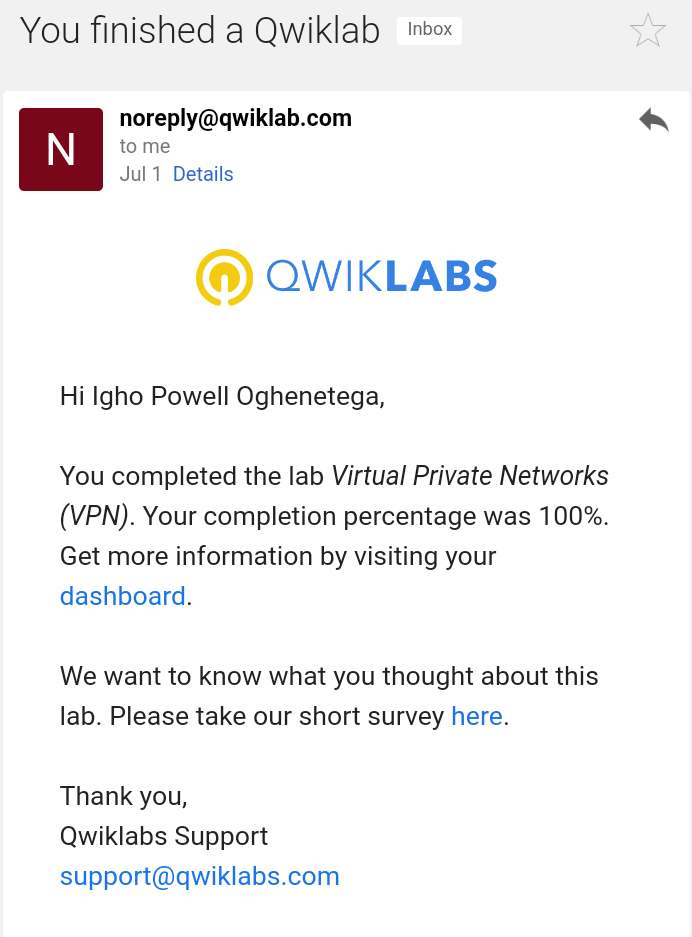 You finished a Qwiklab Inbox
N
noreply@qwiklab.com
to me
Jul 1 Details
QWIKLABS
Hi Igho Powell Oghenetega,
You completed the lab Virtual Private Networks
(VPN). Your completion percentage was 100%.
Get more information by visiting your
dashboard.
We want to know what you thought about this
lab. Please take our short survey here.
Thank you,
Qwiklabs Support
support@qwiklabs.com